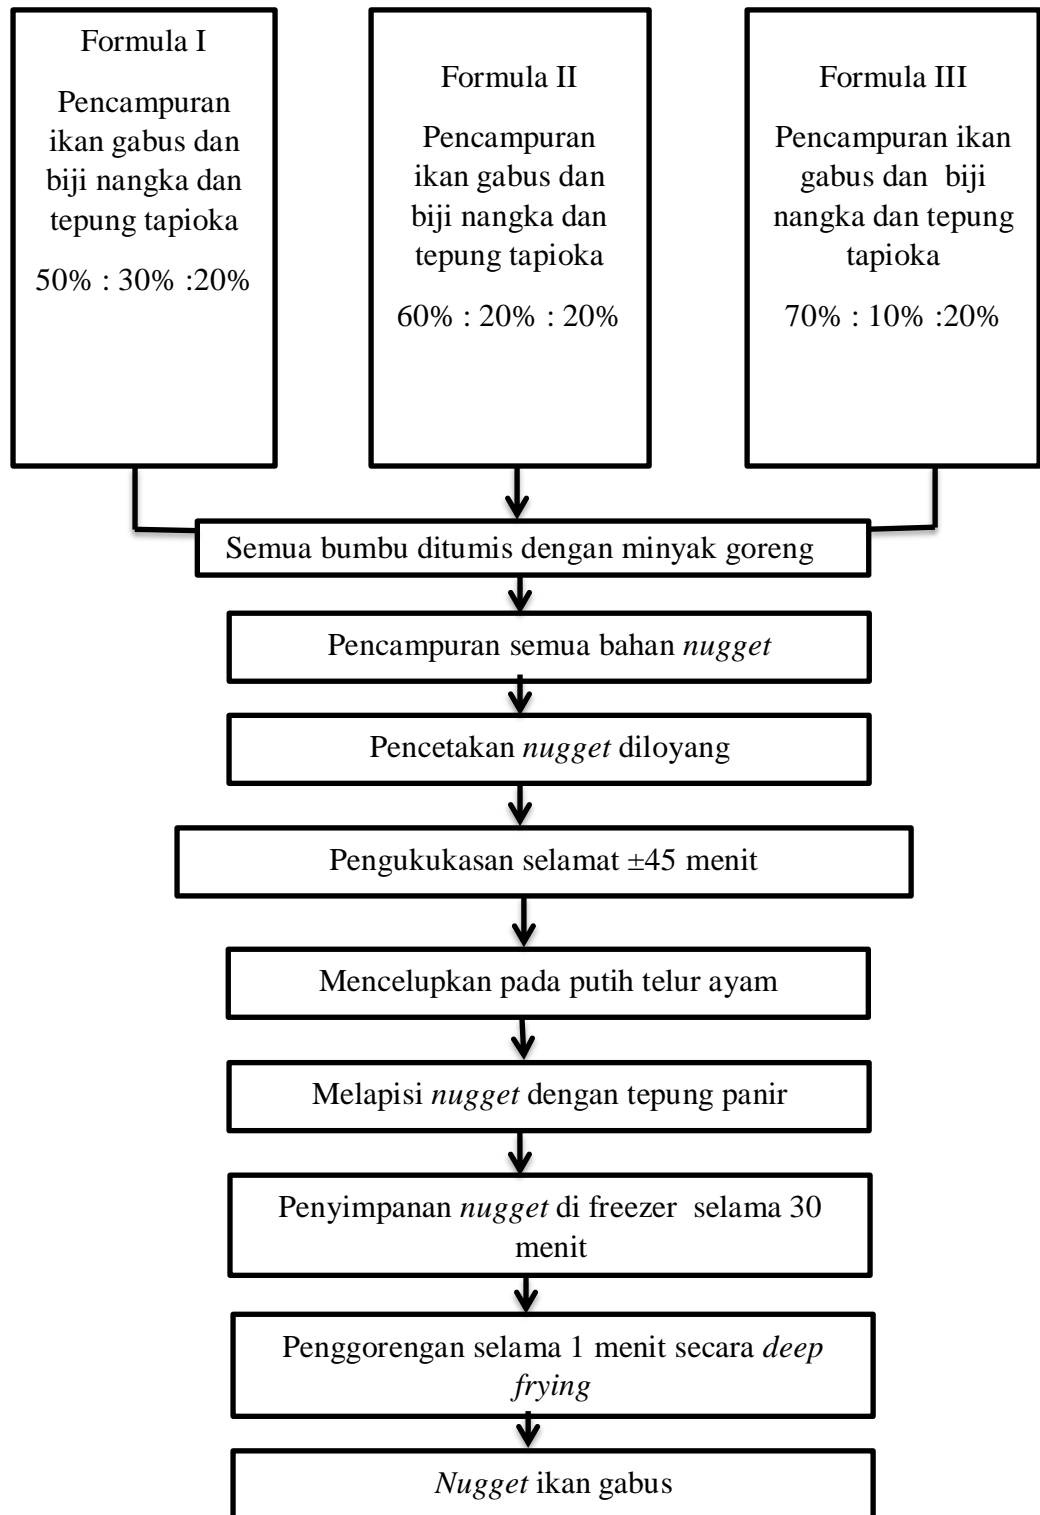 Formula I
Pencampuran
ikan gabus dan
biji nangka dan
tepung tapioka
50% : 30% :20%
Formula II
Pencampuran
ikan gabus dan
biji nangka dan
tepung tapioka
60% : 20% : 20%
Formula III
Pencampuran ikan
gabus dan biji
nangka dan tepung
tapioka
70% : 10% :20%
Semua bumbu ditumis dengan minyak goreng
Pencampuran semua bahan nugget
Pencetakan nugget diloyang
Pengukukasan selamat ±45 menit
Mencelupkan pada putih telur ayam
Melapisi nugget dengan tepung panir
Penyimpanan nugget di freezer selama 30
menit
Penggorengan selama 1 menit secara deep
frying
Nugget ikan gabus